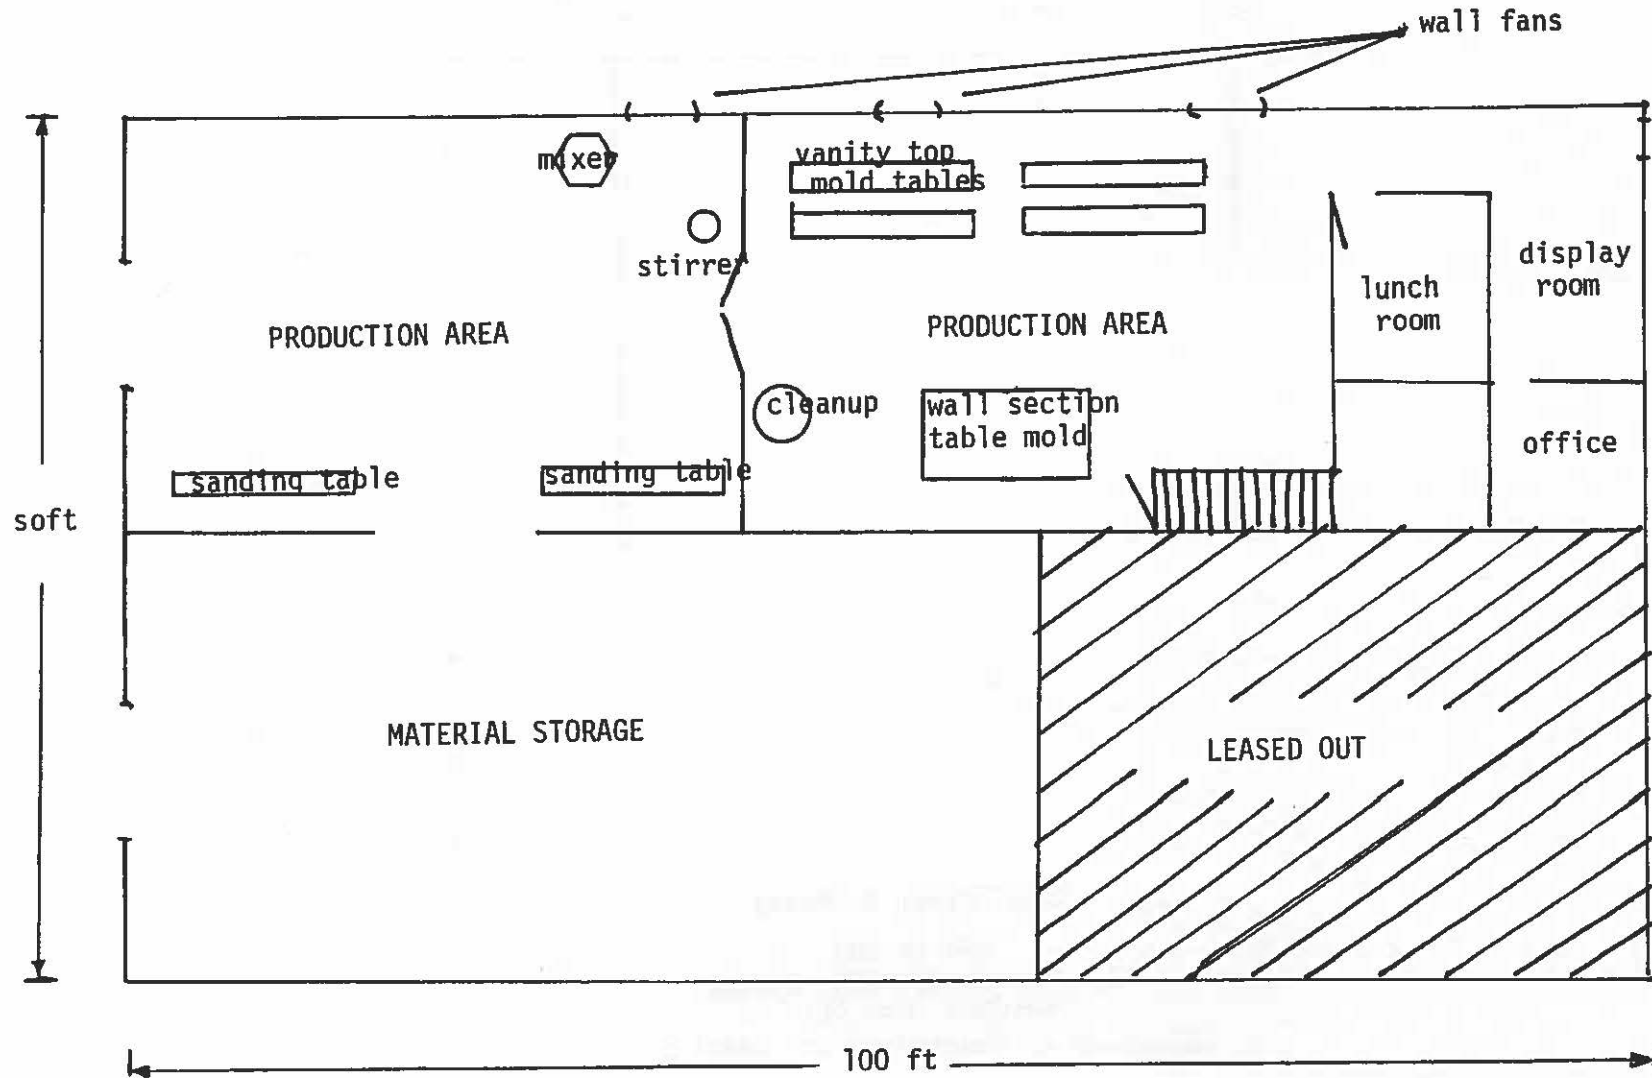 wall fans
mixer
vanity top
mold tables
stirrer
display
room
lunch
room
PRODUCTION AREA
PRODUCTION AREA
cleanup
wall section
table mold
office
sanding table
sanding table
soft
MATERIAL STORAGE
LEASED OUT
100 ft